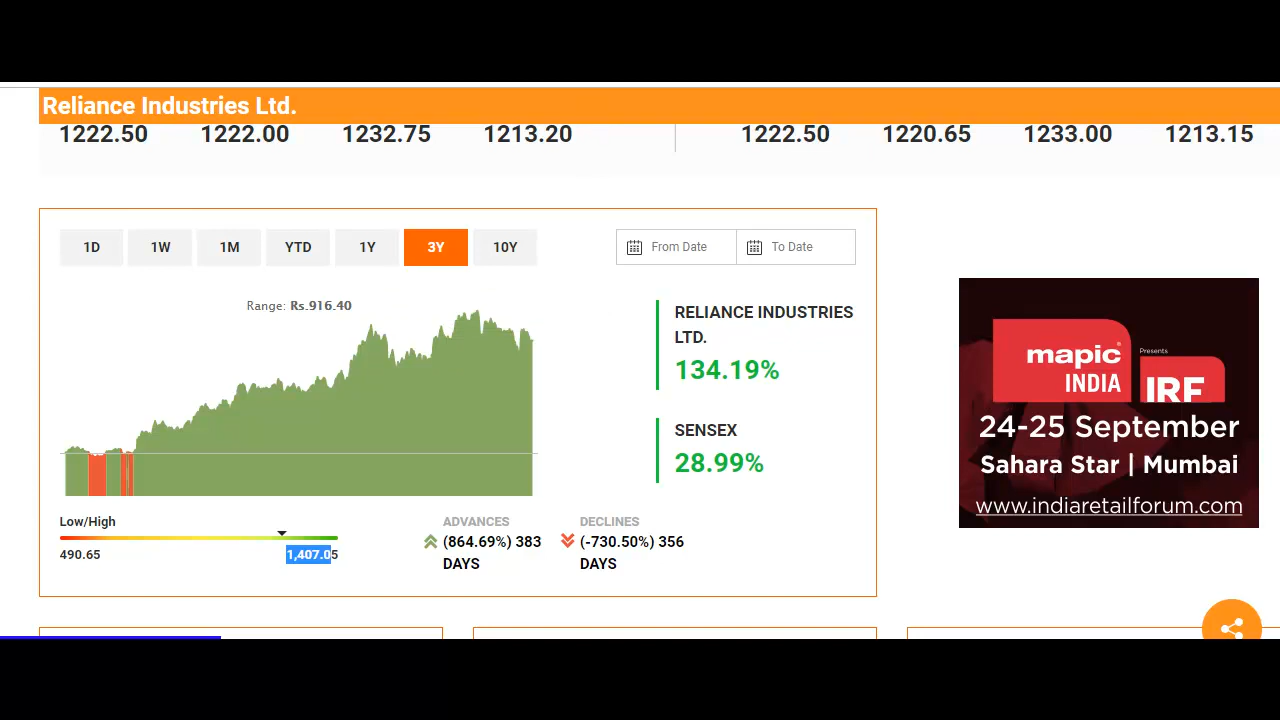 Reliance Industries Ltd.
1222.50 1222.00 1232.75 1213.20 1222.50 1220.65 1233.00 1213.15
1D 1W 1M YTD 1Y 3Y 10Y From Date To Date
Range: Rs.916.40
RELIANCE INDUSTRIES
LTD.
134.19%
SENSEX
28.99%
Low/High
490.65 1,407.05
ADVANCES
(864.69%) 383
DAYS
DECLINES
(-730.50%) 356
DAYS
mapic
INDIA
Presents
IRF
24-25 September
Sahara Star | Mumbai
www.indiaretailforum.com